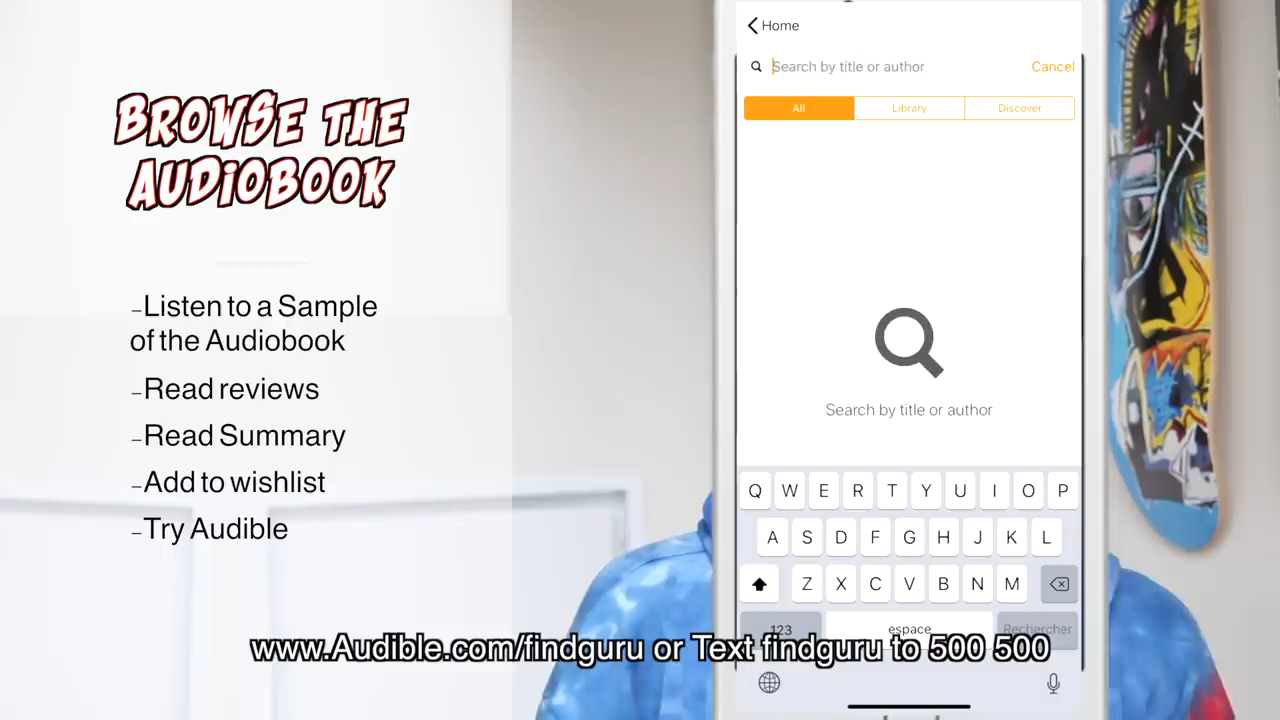 BROWSE THE
AUDIOBOOK
-Listen to a Sample
of the Audiobook
-Read reviews
-Read Summary
-Add to wishlist
-Try Audible
Home
Search by title or author
Cancel
All
Library
Discover
Search by title or author
Q W E R T Y U I O P
A S D F G H J K L
Z X C V B N M
123
espace
Rechercher
www.Audible.com/findguru or Text findguru to 500 500